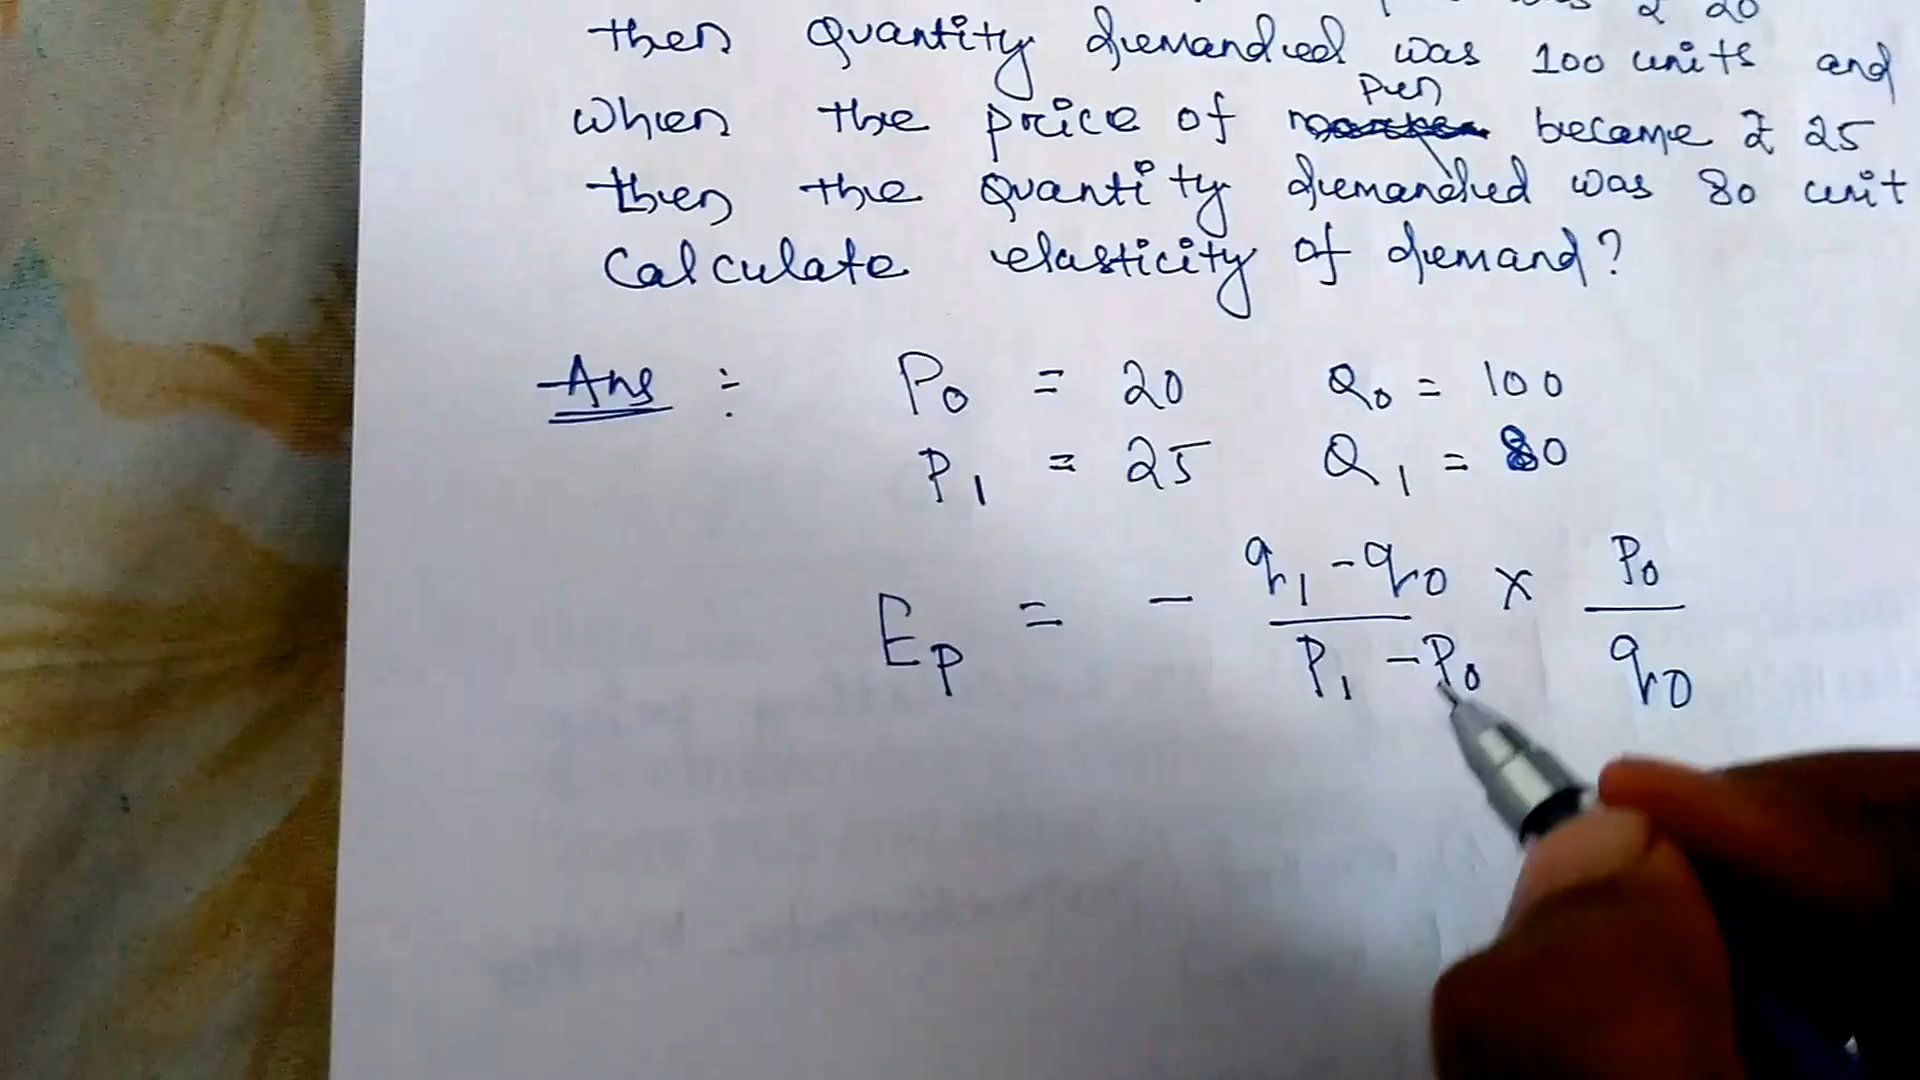 ₹ 20
then quantity demanded was 100 units and
when the price of pen became ₹ 25
then the quantity demanded was 80 unit
Calculate elasticity of demand?
Ans ÷ P₀ = 20 Q₀ = 100
P₁ = 25 Q₁ = 80
E_P = - (q₁ - q₀)/(P₁ - P₀) × P₀/q₀